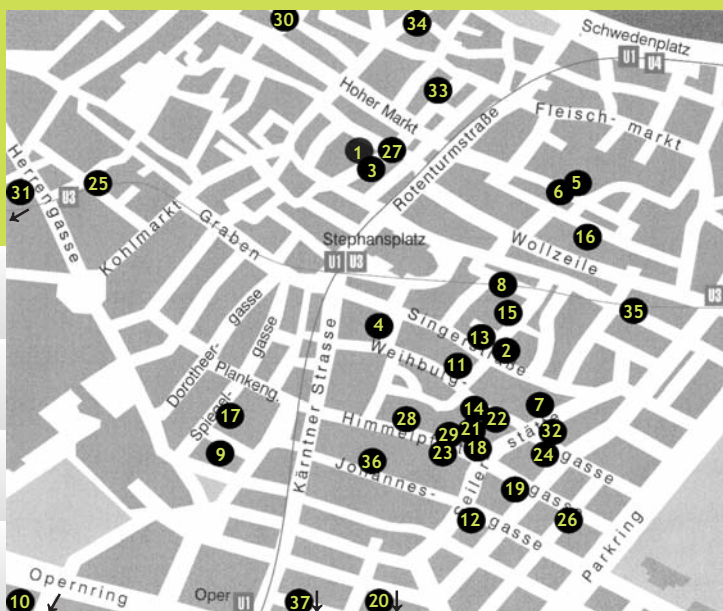 30
34
Schwedenplatz
U1 U4
33
Hoher Markt
Fleisch- markt
1
27
3
Rotenturmstraße
Herrengasse
31
U3
25
6
5
Kohlmarkt
Graben
Stephansplatz
U1 U3
16
Wollzeile
8
U3
15
35
4
Singerstraße
13
2
Weihburg-
11
Dorotheer-
gasse
Spiegel-
gasse
Plankeng.
17
9
Kärntner Strasse
7
14
22
28
21
Himmelpfort
29
23
18
32
stätte
24
gasse
36
Johannes-
Seiler
19
gasse
12
gasse
26
Parkring
Opernring
10
Oper U1
37
20